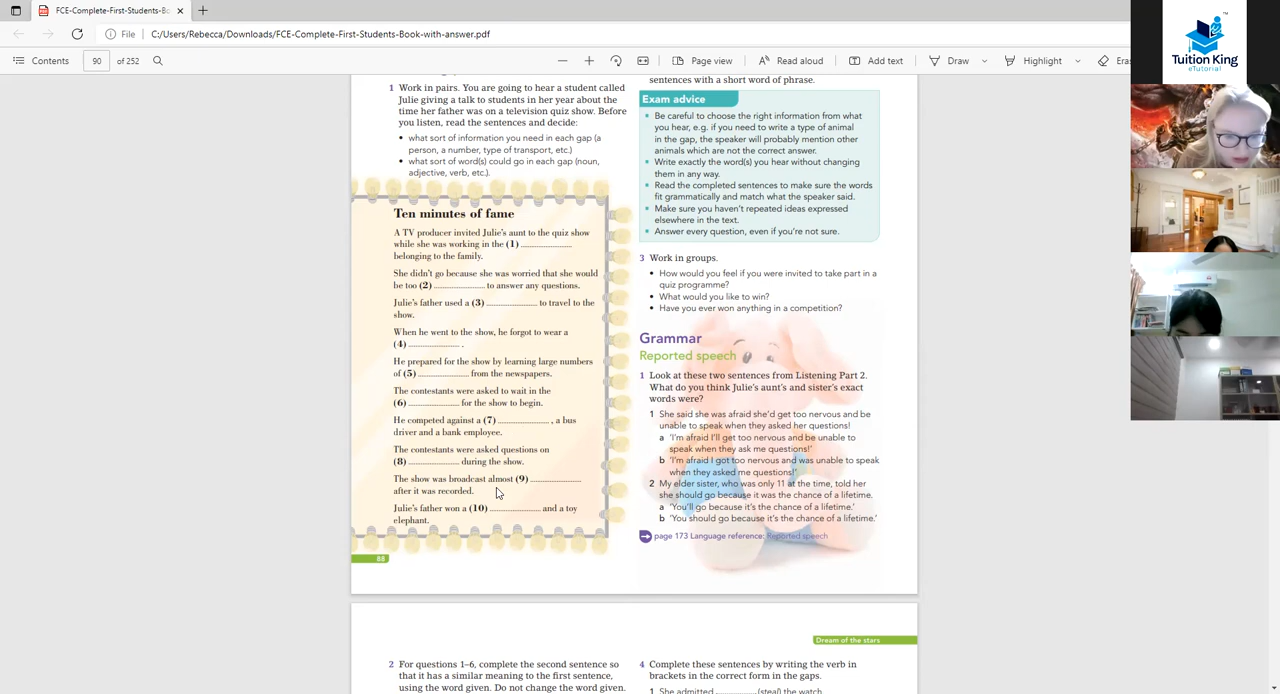 FCE-Complete-First-Students-Bo
File
C:/Users/Rebecca/Downloads/FCE-Complete-First-Students-Book-with-answer.pdf
Contents
90
of 252
Page view
Read aloud
Add text
Draw
Highlight
Eras
Tuition King
eTutorial
TM
1 Work in pairs. You are going to hear a student called
Julie giving a talk to students in her year about the
time her father was on a television quiz show. Before
you listen, read the sentences and decide:
• what sort of information you need in each gap (a
person, a number, type of transport, etc.)
• what sort of word(s) could go in each gap (noun,
adjective, verb, etc.).
Ten minutes of fame
A TV producer invited Julie's aunt to the quiz show
while she was working in the (1) ....................
belonging to the family.
She didn't go because she was worried that she would
be too (2) .................... to answer any questions.
Julie's father used a (3) .................... to travel to the
show.
When he went to the show, he forgot to wear a
(4) .................... .
He prepared for the show by learning large numbers
of (5) .................... from the newspapers.
The contestants were asked to wait in the
(6) .................... for the show to begin.
He competed against a (7) .................... , a bus
driver and a bank employee.
The contestants were asked questions on
(8) .................... during the show.
The show was broadcast almost (9) ....................
after it was recorded.
Julie's father won a (10) .................... and a toy
elephant.
88
sentences with a short word of phrase.
Exam advice
• Be careful to choose the right information from what
you hear, e.g. if you need to write a type of animal
in the gap, the speaker will probably mention other
animals which are not the correct answer.
• Write exactly the word(s) you hear without changing
them in any way.
• Read the completed sentences to make sure the words
fit grammatically and match what the speaker said.
• Make sure you haven't repeated ideas expressed
elsewhere in the text.
• Answer every question, even if you're not sure.
3 Work in groups.
• How would you feel if you were invited to take part in a
quiz programme?
• What would you like to win?
• Have you ever won anything in a competition?
Grammar
Reported speech
1 Look at these two sentences from Listening Part 2.
What do you think Julie's aunt's and sister's exact
words were?
1 She said she was afraid she'd get too nervous and be
unable to speak when they asked her questions!
a 'I'm afraid I'll get too nervous and be unable to
speak when they ask me questions!'
b 'I'm afraid I got too nervous and was unable to speak
when they asked me questions!'
2 My elder sister, who was only 11 at the time, told her
she should go because it was the chance of a lifetime.
a 'You'll go because it's the chance of a lifetime.'
b 'You should go because it's the chance of a lifetime.'
page 173 Language reference: Reported speech
Dream of the stars
2 For questions 1–6, complete the second sentence so
that it has a similar meaning to the first sentence,
using the word given. Do not change the word given.
4 Complete these sentences by writing the verb in
brackets in the correct form in the gaps.
1 She admitted .................... (steal) the watch.